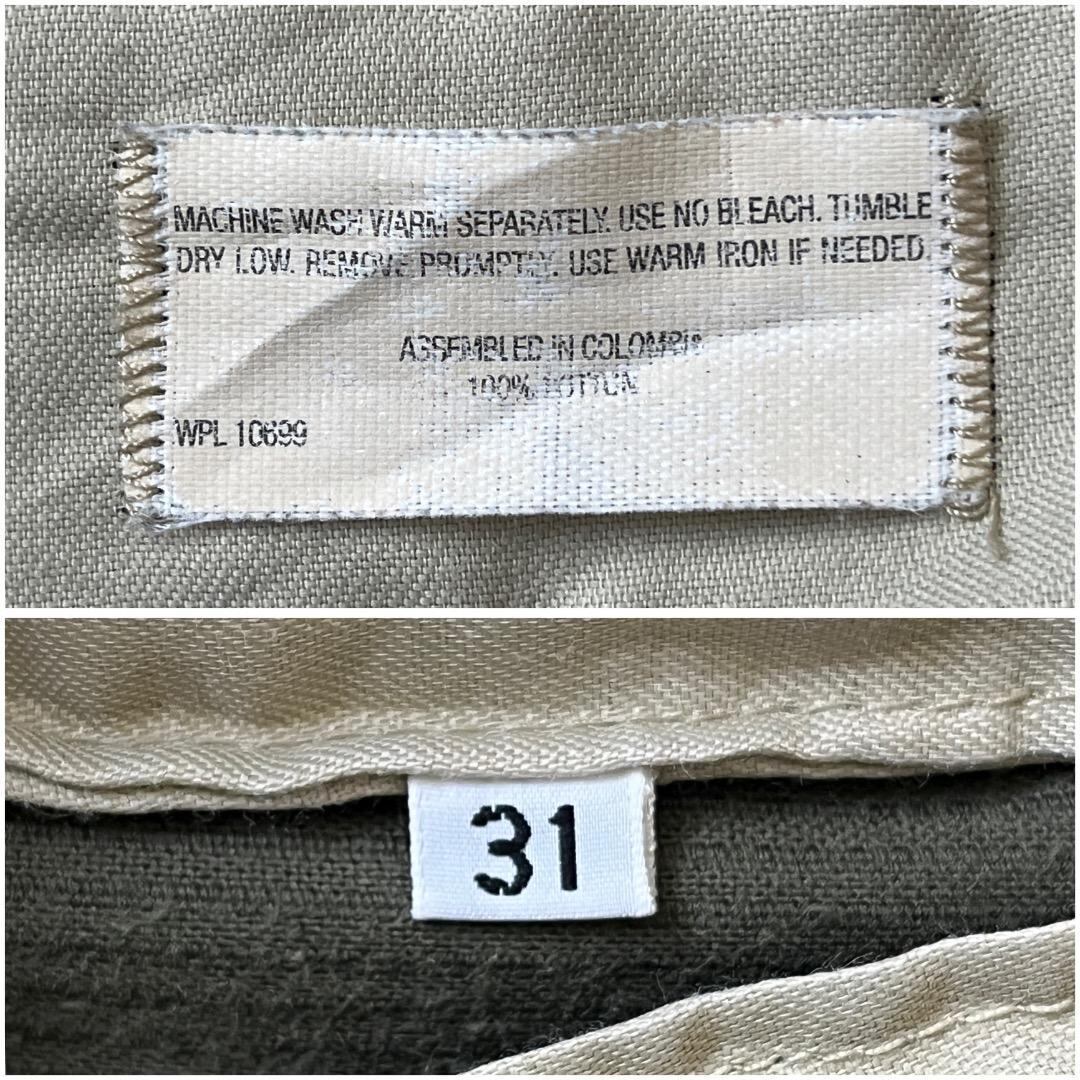 MACHINE WASH WARM SEPARATELY. USE NO BLEACH. TUMBLE
DRY LOW. REMOVE PROMPTLY. USE WARM IRON IF NEEDED.
ASSEMBLED IN COLOMBIA
100% COTTON
WPL 10699
31